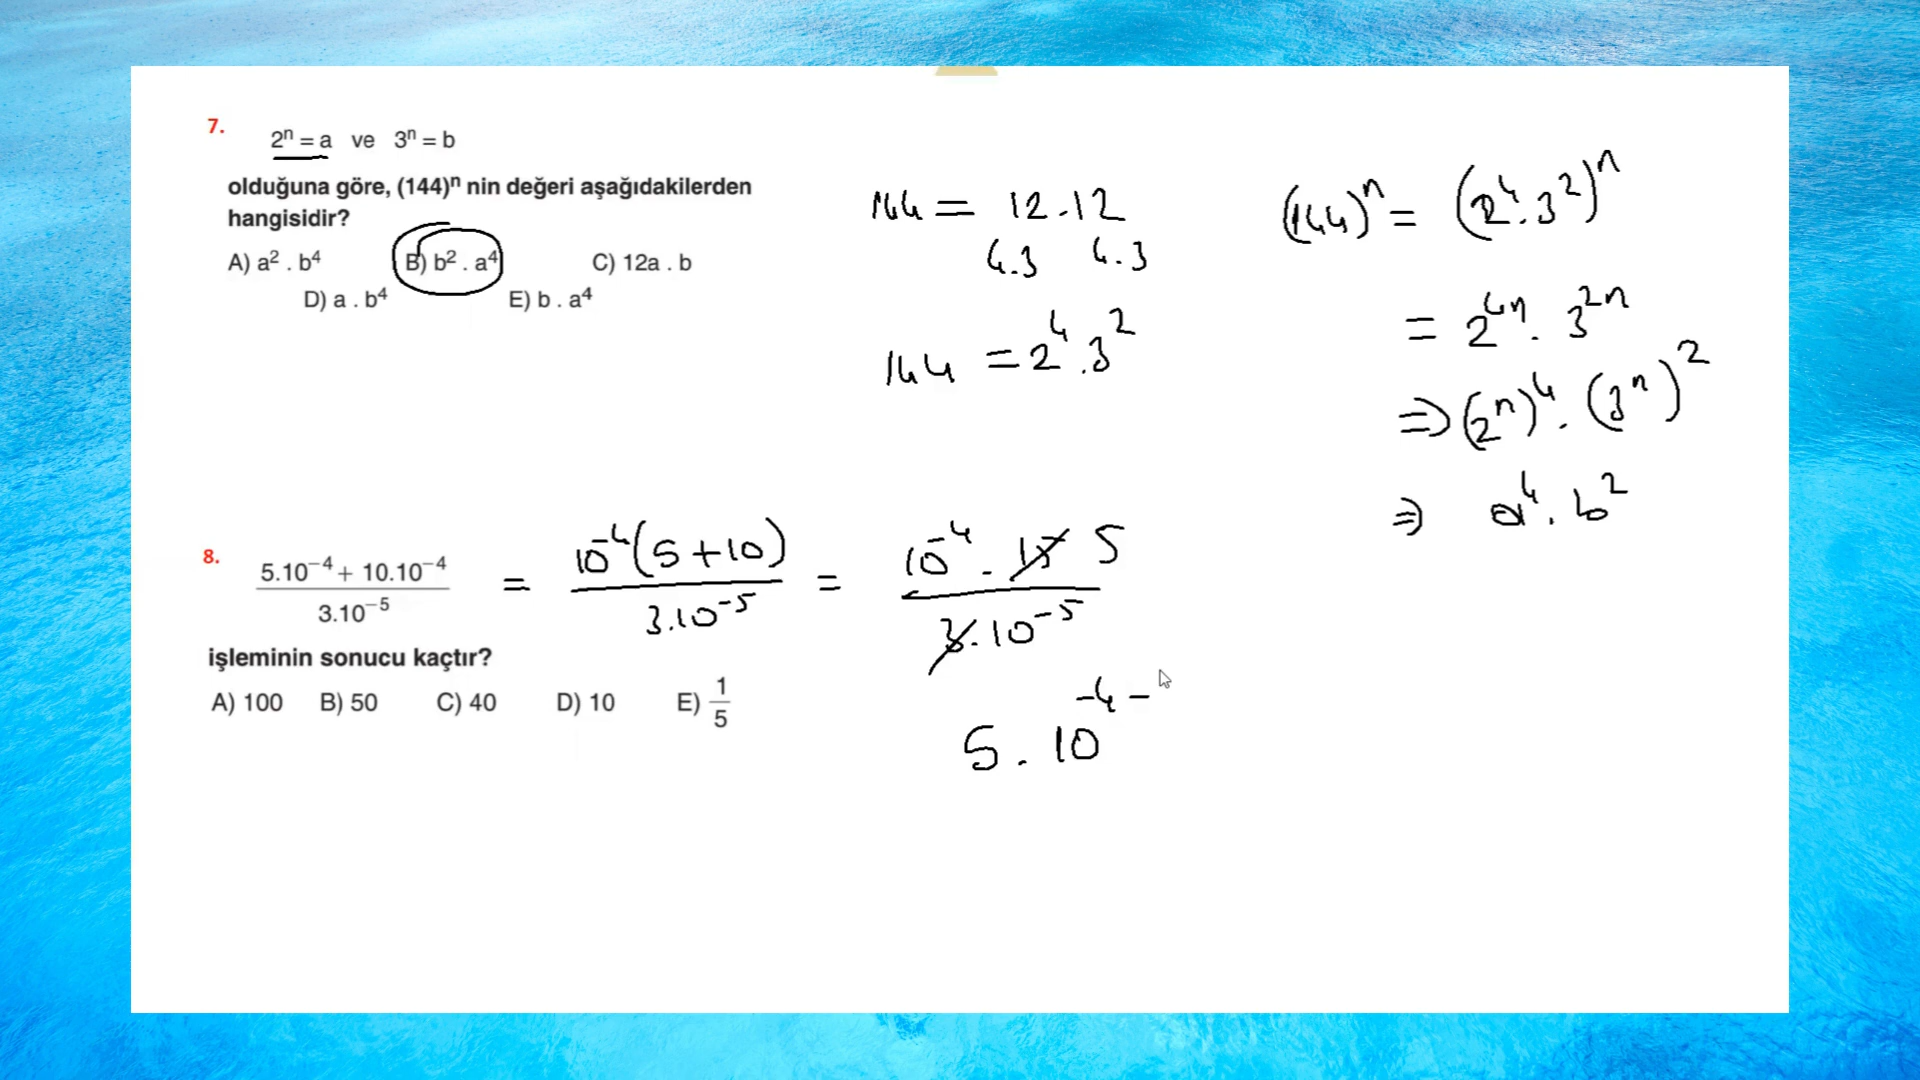 7.
2ⁿ = a ve 3ⁿ = b
olduğuna göre, (144)ⁿ nin değeri aşağıdakilerden
hangisidir?
A) a² . b⁴ B) b² . a⁴ C) 12a . b
D) a . b⁴ E) b . a⁴
144 = 12.12
4.3 4.3
144 = 2⁴.3²
(144)ⁿ = (2⁴.3²)ⁿ
= 2⁴ⁿ . 3²ⁿ
⇒ (2ⁿ)⁴ . (3ⁿ)²
⇒ a⁴ . b²
8.
5.10⁻⁴ + 10.10⁻⁴ = 10⁻⁴(5+10) = 10⁻⁴ . 15 5
3.10⁻⁵ 3.10⁻⁵ 3.10⁻⁵
işleminin sonucu kaçtır?
A) 100 B) 50 C) 40 D) 10 E) 1/5
5 . 10⁻⁴⁻